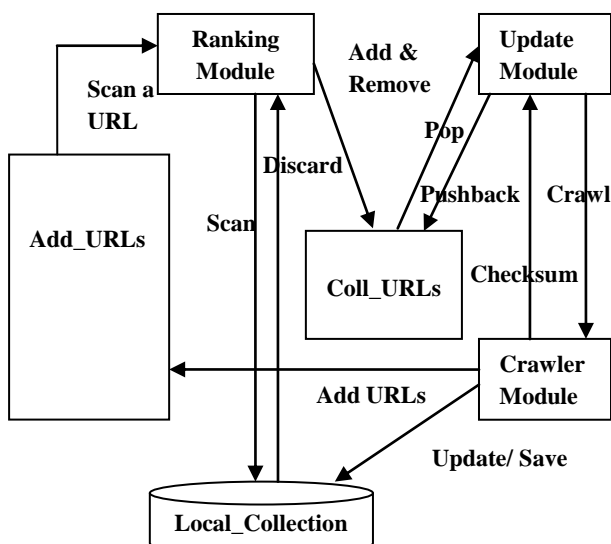 Ranking
Module
Update
Module
Add &
Remove
Scan a
URL
Pop
Discard
Pushback
Crawl
Scan
Add_URLs
Coll_URLs
Checksum
Crawler
Module
Add URLs
Update/ Save
Local_Collection